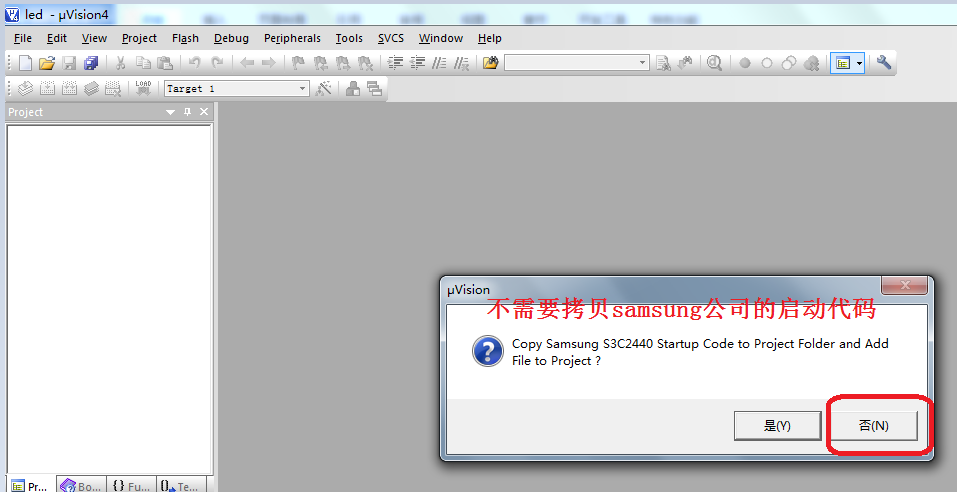 led - µVision4
File Edit View Project Flash Debug Peripherals Tools SVCS Window Help
LOAD
Target 1
Project
µVision
不需要拷贝samsung公司的启动代码
Copy Samsung S3C2440 Startup Code to Project Folder and Add
File to Project ?
是(Y)
否(N)
Pr... Bo... {} Fu... Te...